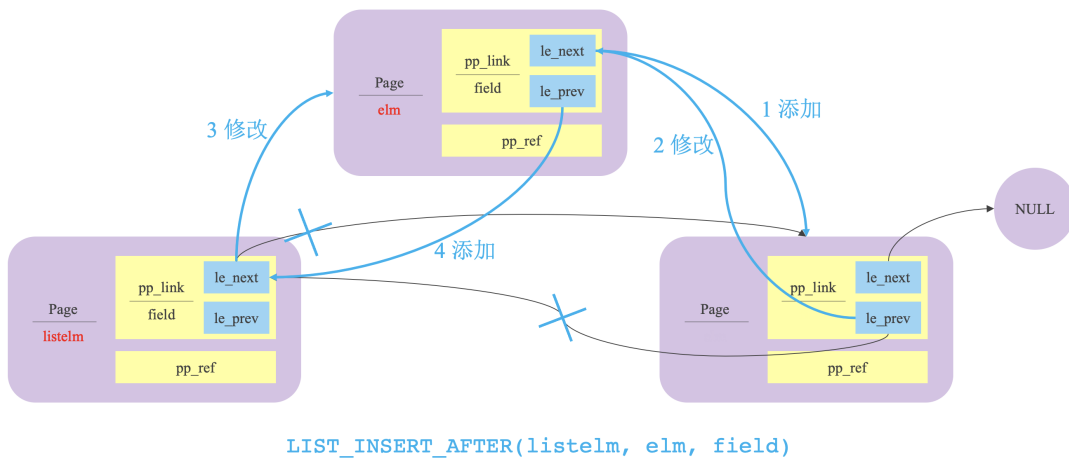 le_next
pp_link
field
le_prev
Page
elm
pp_ref
1 添加
3 修改
2 修改
NULL
4 添加
le_next
pp_link
field
le_prev
Page
listelm
pp_ref
le_next
pp_link
le_prev
Page
pp_ref
LIST_INSERT_AFTER(listelm, elm, field)